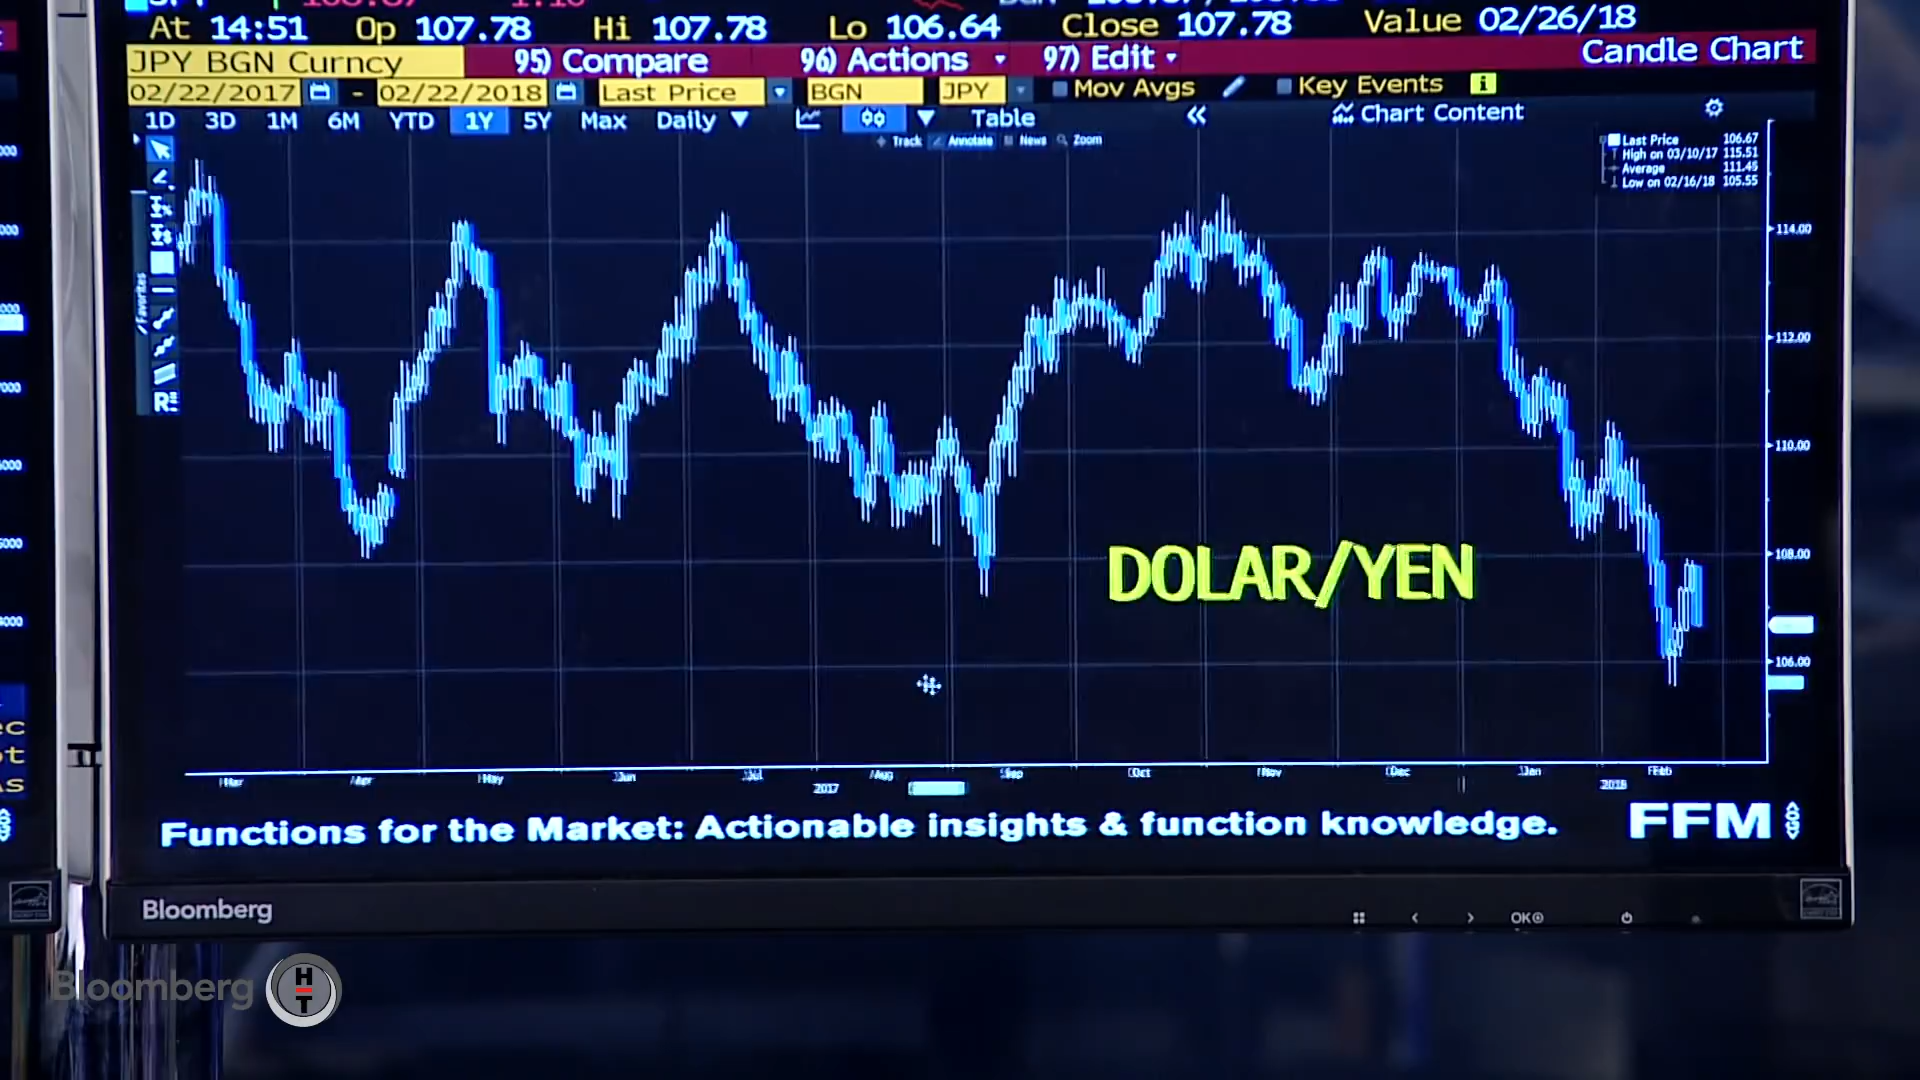 At 14:51 Op 107.78 Hi 107.78 Lo 106.64 Close 107.78 Value 02/26/18
JPY BGN Curncy 95) Compare 96) Actions 97) Edit Candle Chart
02/22/2017 - 02/22/2018 Last Price BGN JPY Mov Avgs Key Events
1D 3D 1M 6M YTD 1Y 5Y Max Daily Table Chart Content
Track Annotate News Zoom
Last Price 106.67
High on 03/10/17 115.51
Average 111.45
Low on 02/16/18 105.55
Favorites
114.00
112.00
110.00
108.00
106.00
DOLAR/YEN
Mar Apr May Jun Jul Aug Sep Oct Nov Dec Jan Feb
2017 2018
Functions for the Market: Actionable insights & function knowledge. FFM
Bloomberg
OK
Bloomberg HT